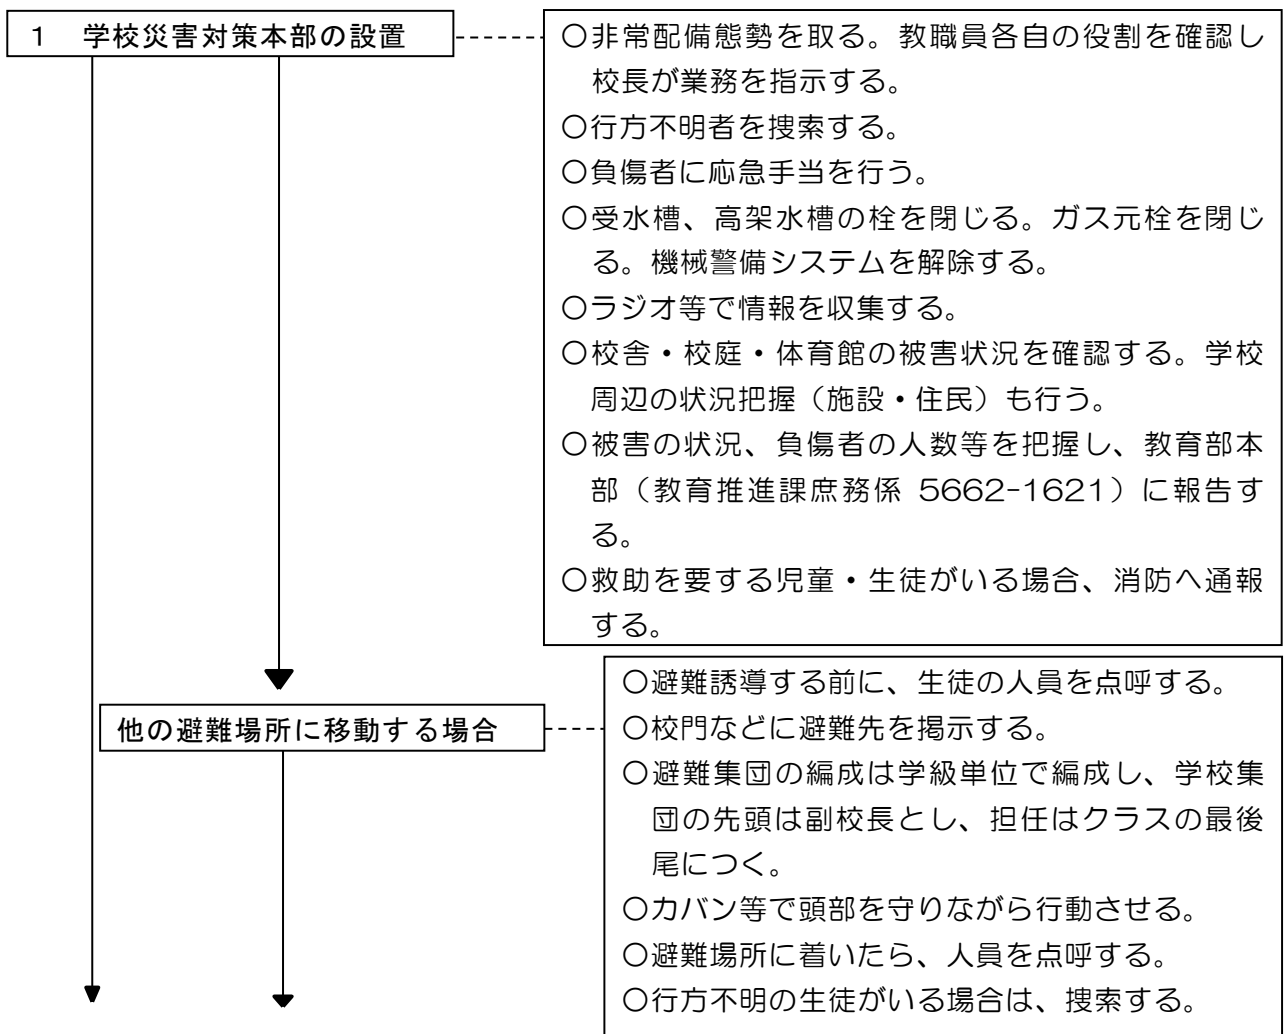 1　学校災害対策本部の設置
〇非常配備態勢を取る。教職員各自の役割を確認し
校長が業務を指示する。
〇行方不明者を捜索する。
〇負傷者に応急手当を行う。
〇受水槽、高架水槽の栓を閉じる。ガス元栓を閉じ
る。機械警備システムを解除する。
〇ラジオ等で情報を収集する。
〇校舎・校庭・体育館の被害状況を確認する。学校
周辺の状況把握（施設・住民）も行う。
〇被害の状況、負傷者の人数等を把握し、教育部本
部（教育推進課庶務係 5662-1621）に報告す
る。
〇救助を要する児童・生徒がいる場合、消防へ通報
する。
他の避難場所に移動する場合
〇避難誘導する前に、生徒の人員を点呼する。
〇校門などに避難先を掲示する。
〇避難集団の編成は学級単位で編成し、学校集
団の先頭は副校長とし、担任はクラスの最後
尾につく。
〇カバン等で頭部を守りながら行動させる。
〇避難場所に着いたら、人員を点呼する。
〇行方不明の生徒がいる場合は、捜索する。